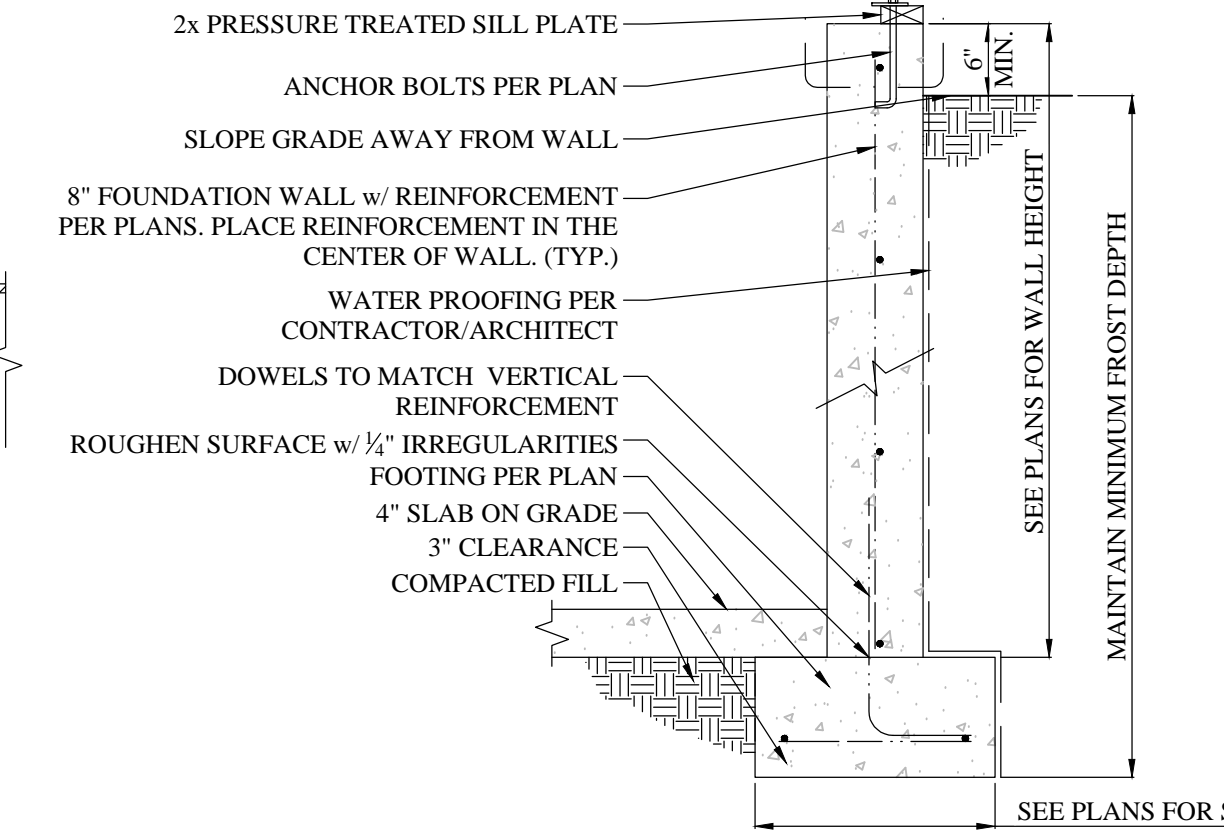 2x PRESSURE TREATED SILL PLATE
ANCHOR BOLTS PER PLAN
SLOPE GRADE AWAY FROM WALL
8" FOUNDATION WALL w/ REINFORCEMENT
PER PLANS. PLACE REINFORCEMENT IN THE
CENTER OF WALL. (TYP.)
WATER PROOFING PER
CONTRACTOR/ARCHITECT
DOWELS TO MATCH VERTICAL
REINFORCEMENT
ROUGHEN SURFACE w/ ¼" IRREGULARITIES
FOOTING PER PLAN
4" SLAB ON GRADE
3" CLEARANCE
COMPACTED FILL
6"
MIN.
SEE PLANS FOR WALL HEIGHT
MAINTAIN MINIMUM FROST DEPTH
SEE PLANS FOR